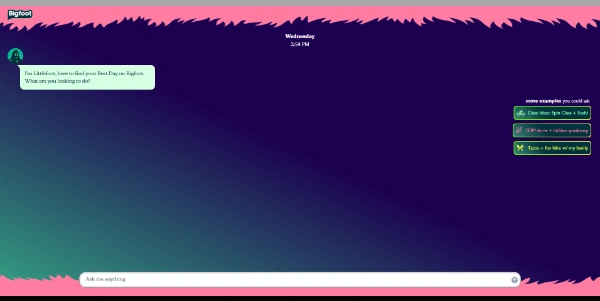 Bigfoot
Wednesday
2:54 PM
I'm Littlefoot, here to find your Best Day on Bigfoot.
What are you looking to do?
some examples you could ask
Date Ideas: Spin Class + Sushi
EDM show + hidden speakeasy
Tacos + fun hike w/ my family
Ask me anything